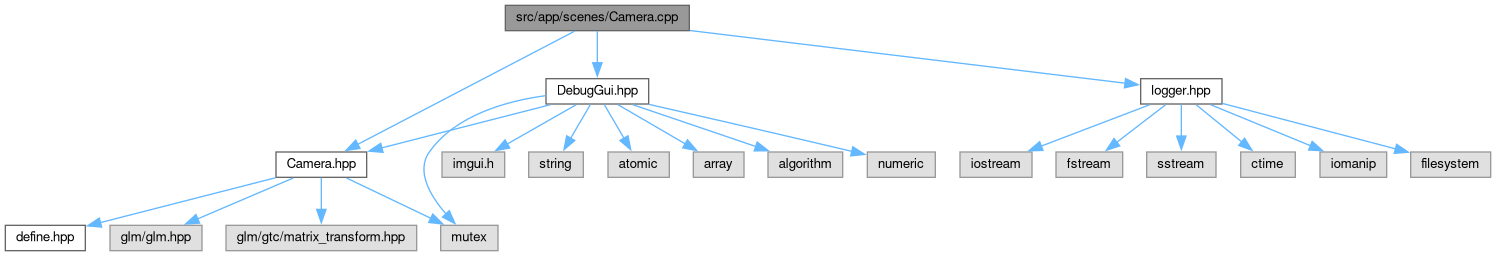 src/app/scenes/Camera.cpp
DebugGui.hpp
logger.hpp
Camera.hpp
imgui.h
string
atomic
array
algorithm
numeric
iostream
fstream
sstream
ctime
iomanip
filesystem
define.hpp
glm/glm.hpp
glm/gtc/matrix_transform.hpp
mutex